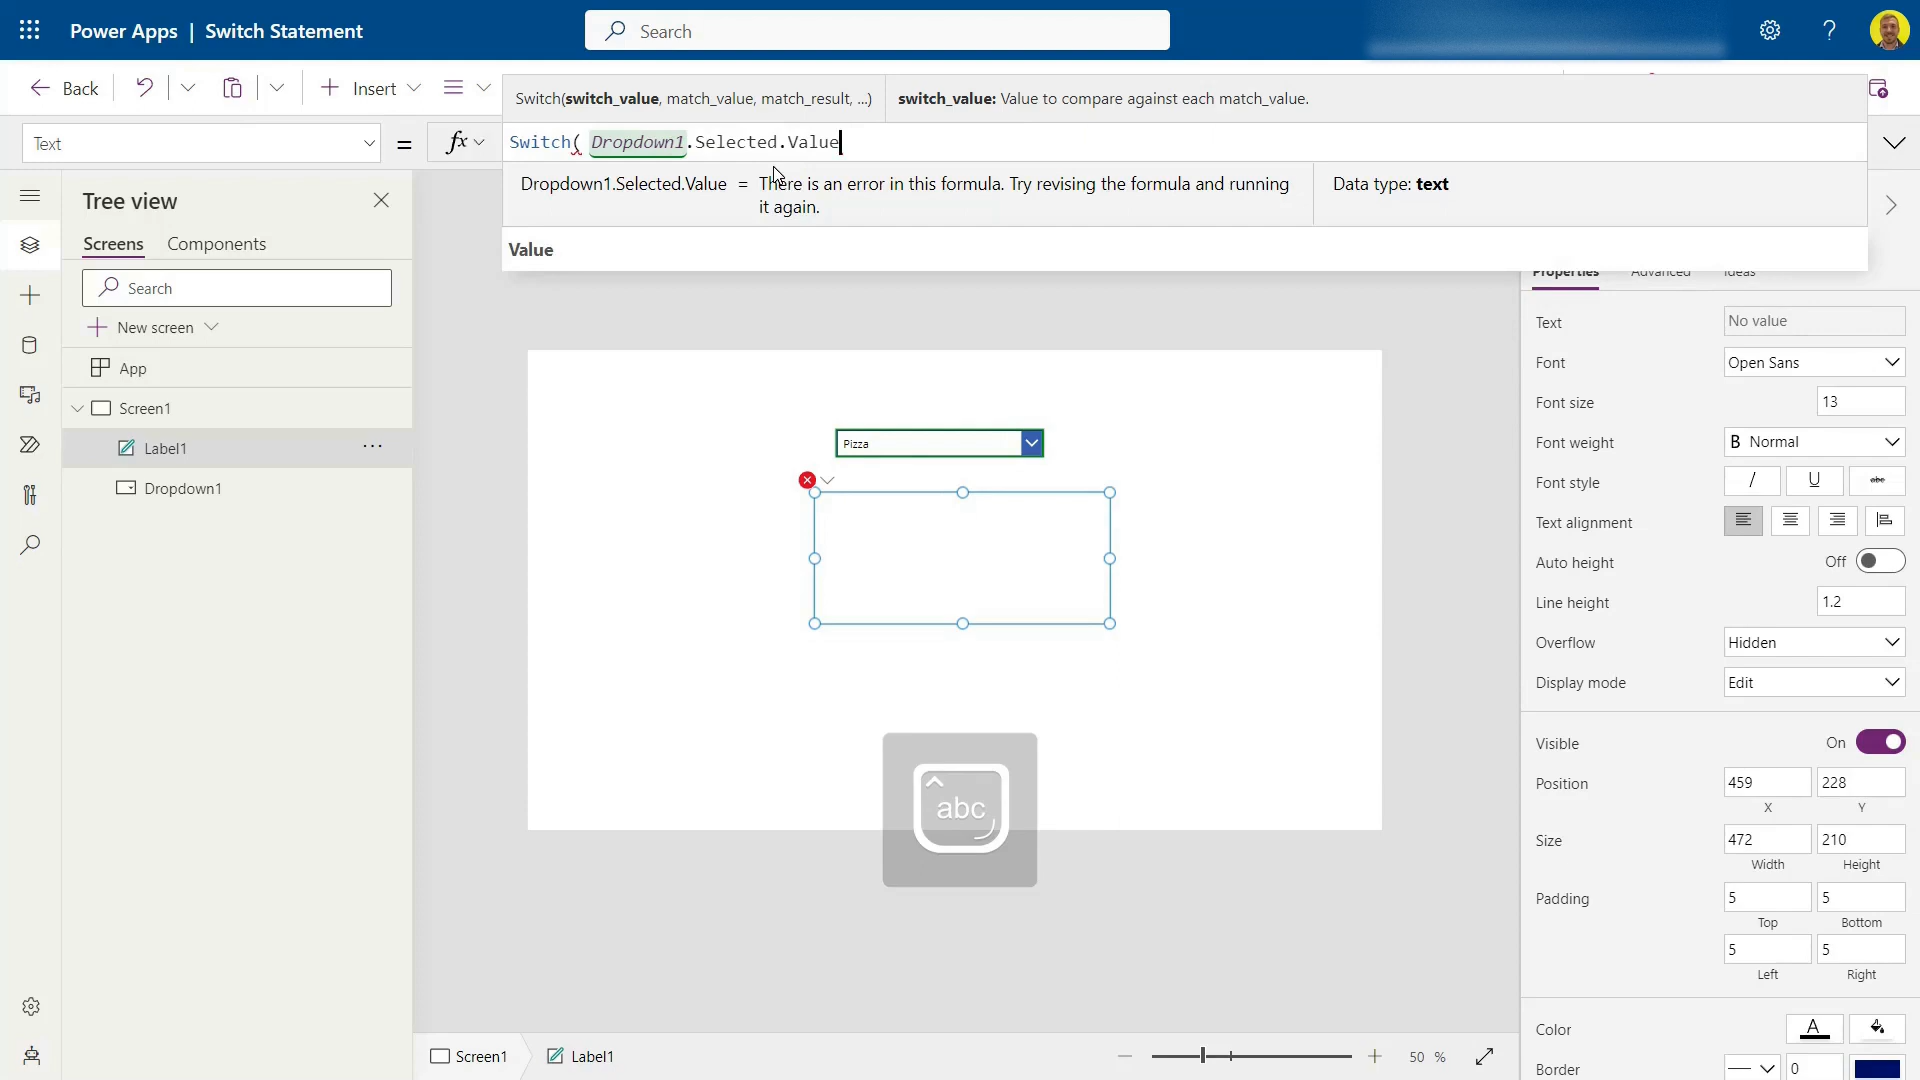 Power Apps | Switch Statement
Search
Back
Insert
Switch(switch_value, match_value, match_result, ...)
switch_value: Value to compare against each match_value.
Text
=
fx
Switch( Dropdown1.Selected.Value
Dropdown1.Selected.Value = There is an error in this formula. Try revising the formula and running
it again.
Data type: text
Value
Tree view
Screens
Components
Search
New screen
App
Screen1
Label1
...
Dropdown1
Pizza
abc
Properties
Advanced
Ideas
Text
No value
Font
Open Sans
Font size
13
Font weight
B Normal
Font style
/
U
abc
Text alignment
Auto height
Off
Line height
1.2
Overflow
Hidden
Display mode
Edit
Visible
On
Position
459
228
X
Y
Size
472
210
Width
Height
Padding
5
5
Top
Bottom
5
5
Left
Right
Color
A
Border
0
Screen1
Label1
50 %